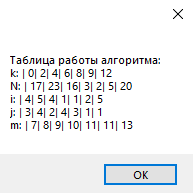 Таблица работы алгоритма:
k: | 0| 2| 4| 6| 8| 9| 12
N: | 17| 23| 16| 3| 2| 5| 20
i: | 4| 5| 4| 1| 1| 2| 5
j: | 3| 4| 2| 4| 3| 1| 1
m: | 7| 8| 9| 10| 11| 11| 13
OK